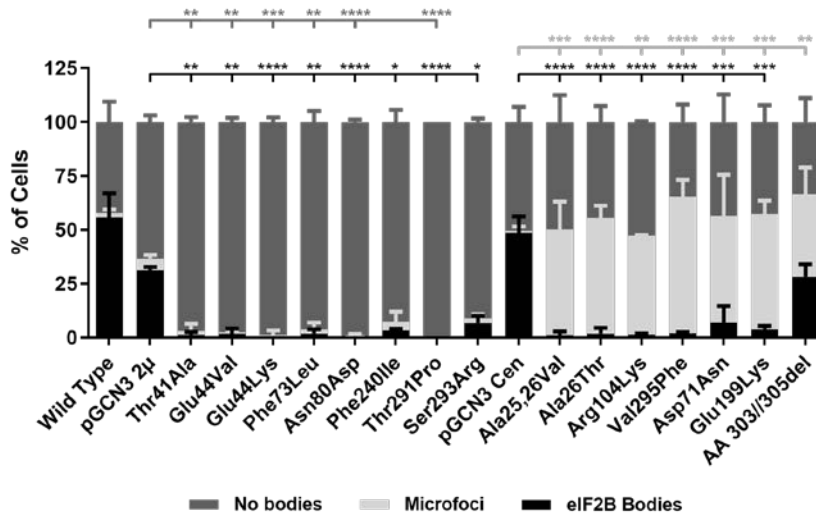 ** ** *** ** **** ****
*** **** ** **** *** *** **
** ** **** ** **** * **** * **** **** **** **** *** ***
125
100
75
50
25
0
% of Cells
Wild Type
pGCN3 2μ
Thr41Ala
Glu44Val
Glu44Lys
Phe73Leu
Asn80Asp
Phe240Ile
Thr291Pro
Ser293Arg
pGCN3 Cen
Ala25,26Val
Ala26Thr
Arg104Lys
Val295Phe
Asp71Asn
Glu199Lys
AA 303//305del
No bodies Microfoci eIF2B Bodies